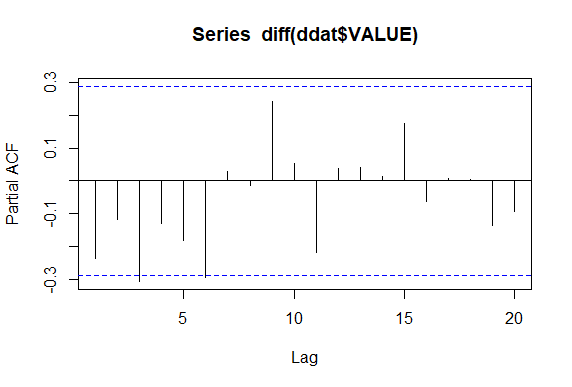 Series  diff(ddat$VALUE)
Partial ACF
0.3
0.1
-0.1
-0.3
5
10
15
20
Lag